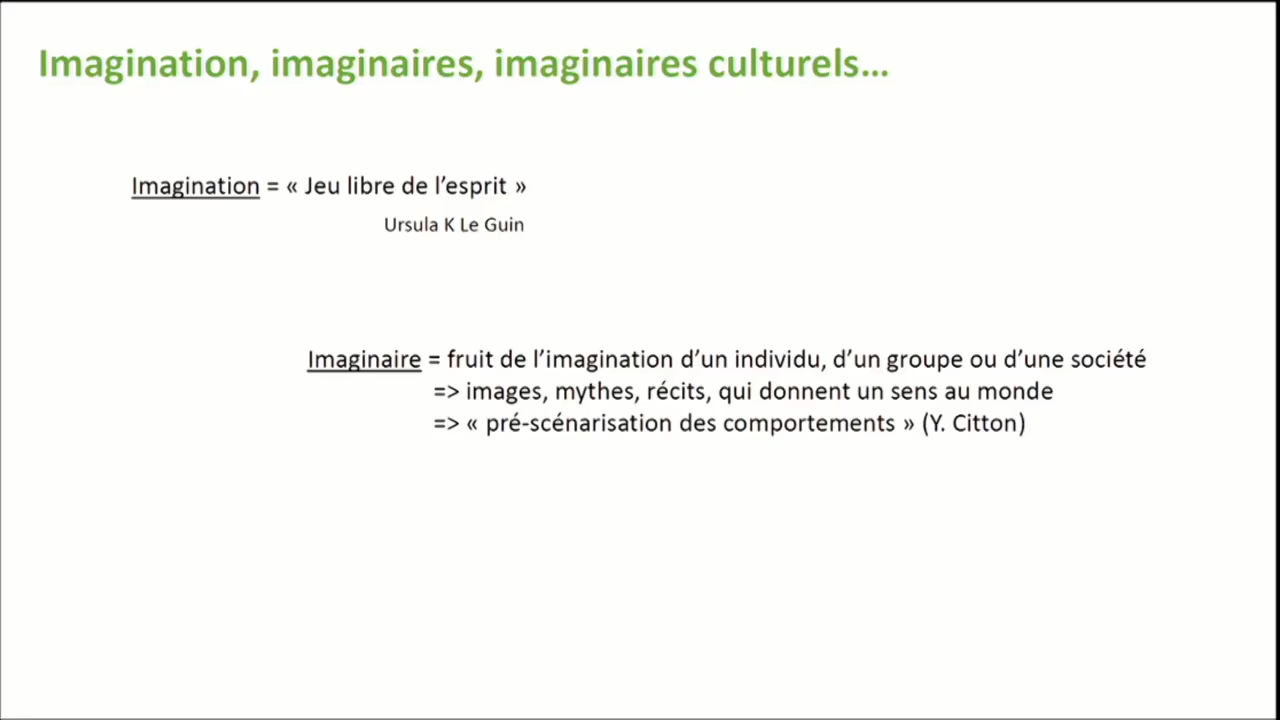 Imagination, imaginaires, imaginaires culturels…
Imagination = « Jeu libre de l’esprit »
Ursula K Le Guin
Imaginaire = fruit de l’imagination d’un individu, d’un groupe ou d’une société
=> images, mythes, récits, qui donnent un sens au monde
=> « pré-scénarisation des comportements » (Y. Citton)